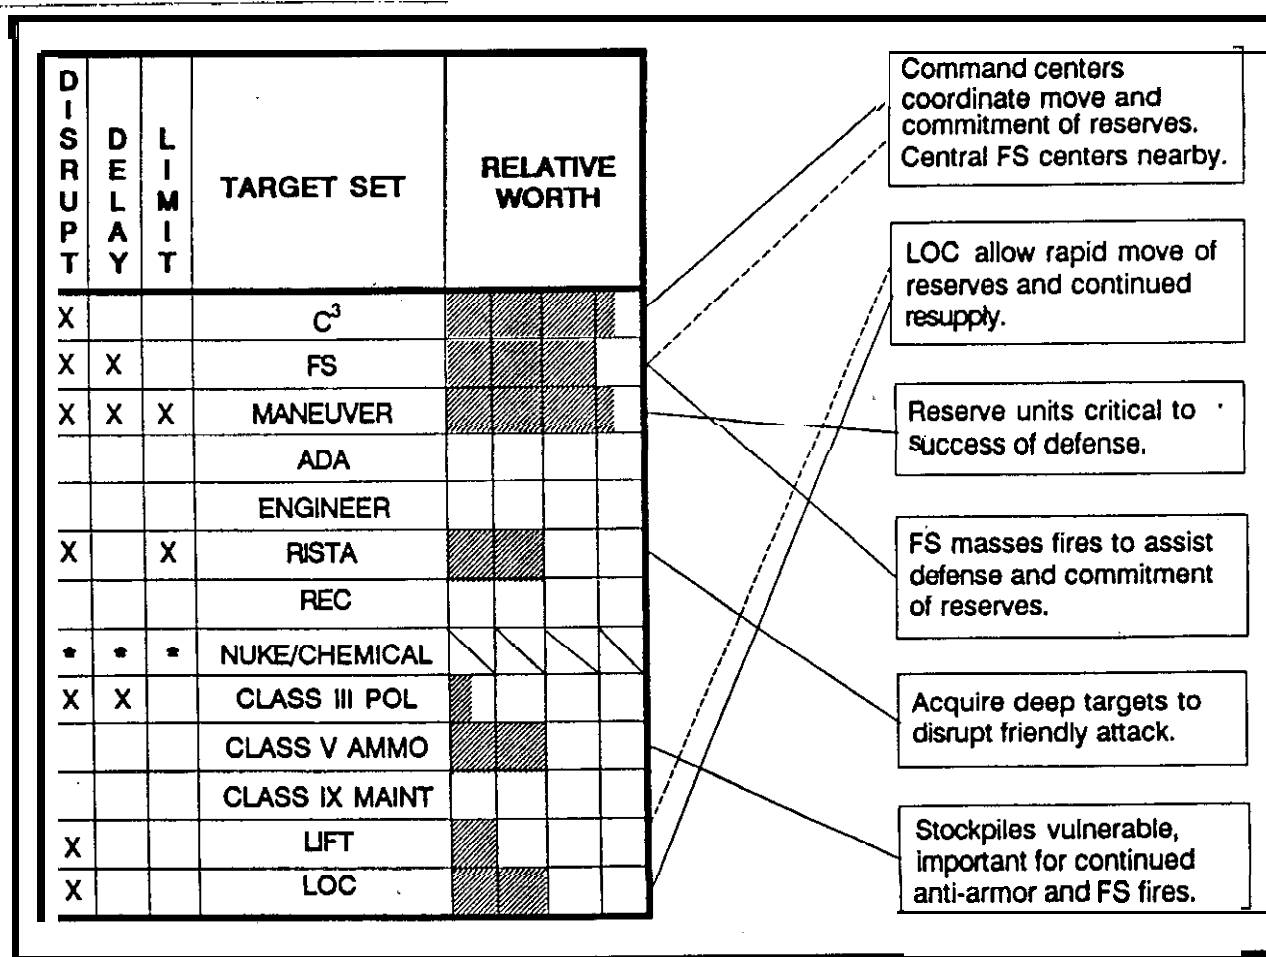 DISRUPT
DELAY
LIMIT
TARGET SET
RELATIVE
WORTH
X C³
X X FS
X X X MANEUVER
ADA
ENGINEER
X X RISTA
REC
* * * NUKE/CHEMICAL
X X CLASS III POL
CLASS V AMMO
CLASS IX MAINT
X LIFT
X LOC
Command centers
coordinate move and
commitment of reserves.
Central FS centers nearby.
LOC allow rapid move of
reserves and continued
resupply.
Reserve units critical to
success of defense.
FS masses fires to assist
defense and commitment
of reserves.
Acquire deep targets to
disrupt friendly attack.
Stockpiles vulnerable,
important for continued
anti-armor and FS fires.